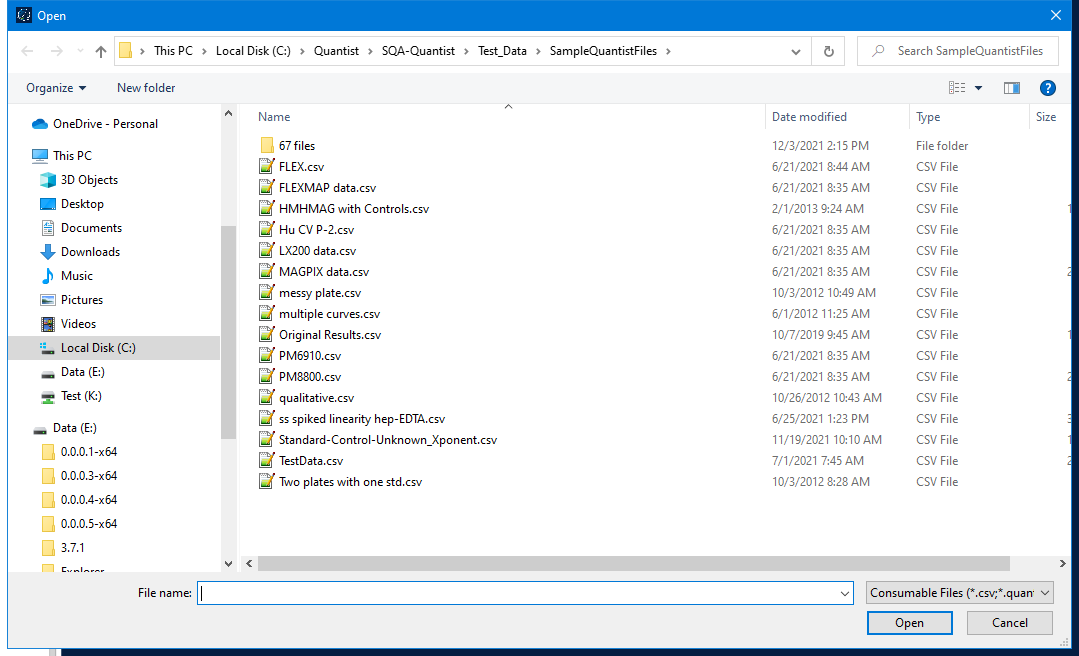 Open
This PC > Local Disk (C:) > Quantist > SQA-Quantist > Test_Data > SampleQuantistFiles >
Search SampleQuantistFiles
Organize
New folder
OneDrive - Personal
This PC
3D Objects
Desktop
Documents
Downloads
Music
Pictures
Videos
Local Disk (C:)
Data (E:)
Test (K:)
Data (E:)
0.0.0.1-x64
0.0.0.3-x64
0.0.0.4-x64
0.0.0.5-x64
3.7.1
Explorer
Name Date modified Type Size
67 files 12/3/2021 2:15 PM File folder
FLEX.csv 6/21/2021 8:44 AM CSV File
FLEXMAP data.csv 6/21/2021 8:35 AM CSV File
HMHMAG with Controls.csv 2/1/2013 9:24 AM CSV File
Hu CV P-2.csv 6/21/2021 8:35 AM CSV File
LX200 data.csv 6/21/2021 8:35 AM CSV File
MAGPIX data.csv 6/21/2021 8:35 AM CSV File
messy plate.csv 10/3/2012 10:49 AM CSV File
multiple curves.csv 6/1/2012 11:25 AM CSV File
Original Results.csv 10/7/2019 9:45 AM CSV File
PM6910.csv 6/21/2021 8:35 AM CSV File
PM8800.csv 6/21/2021 8:35 AM CSV File
qualitative.csv 10/26/2012 10:43 AM CSV File
ss spiked linearity hep-EDTA.csv 6/25/2021 1:23 PM CSV File
Standard-Control-Unknown_Xponent.csv 11/19/2021 10:10 AM CSV File
TestData.csv 7/1/2021 7:45 AM CSV File
Two plates with one std.csv 10/3/2012 8:28 AM CSV File
File name:
Consumable Files (*.csv;*.quan
Open
Cancel